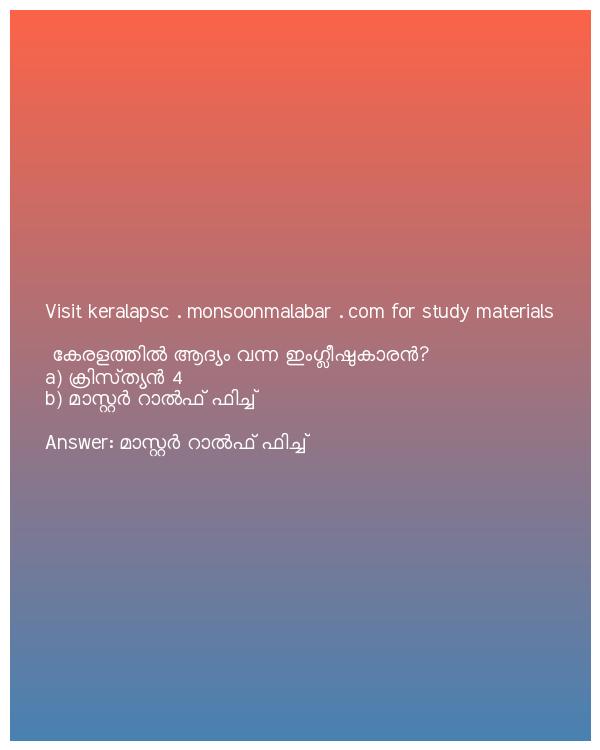 Visit keralapsc . monsoonmalabar . com for study materials
കേരളത്തിൽ ആദ്യം വന്ന ഇംഗ്ലീഷുകാരൻ?
a) ക്രിസ്ത്യൻ 4
b) മാസ്റ്റർ റാൽഫ് ഫിച്ച്
Answer: മാസ്റ്റർ റാൽഫ് ഫിച്ച്